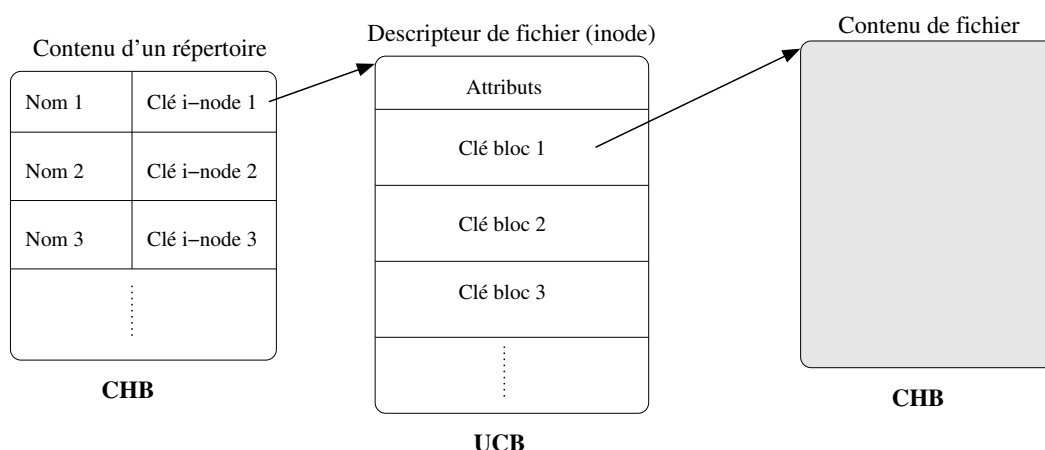 Contenu d'un répertoire
Nom 1 Clé i−node 1
Nom 2 Clé i−node 2
Nom 3 Clé i−node 3
CHB
Descripteur de fichier (inode)
Attributs
Clé bloc 1
Clé bloc 2
Clé bloc 3
UCB
Contenu de fichier
CHB